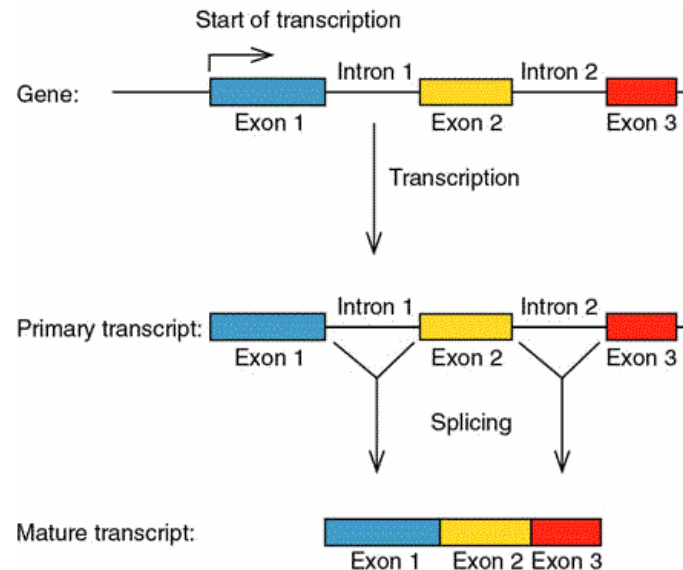 Start of transcription
Gene:
Intron 1
Intron 2
Exon 1
Exon 2
Exon 3
Transcription
Primary transcript:
Intron 1
Intron 2
Exon 1
Exon 2
Exon 3
Splicing
Mature transcript:
Exon 1
Exon 2
Exon 3